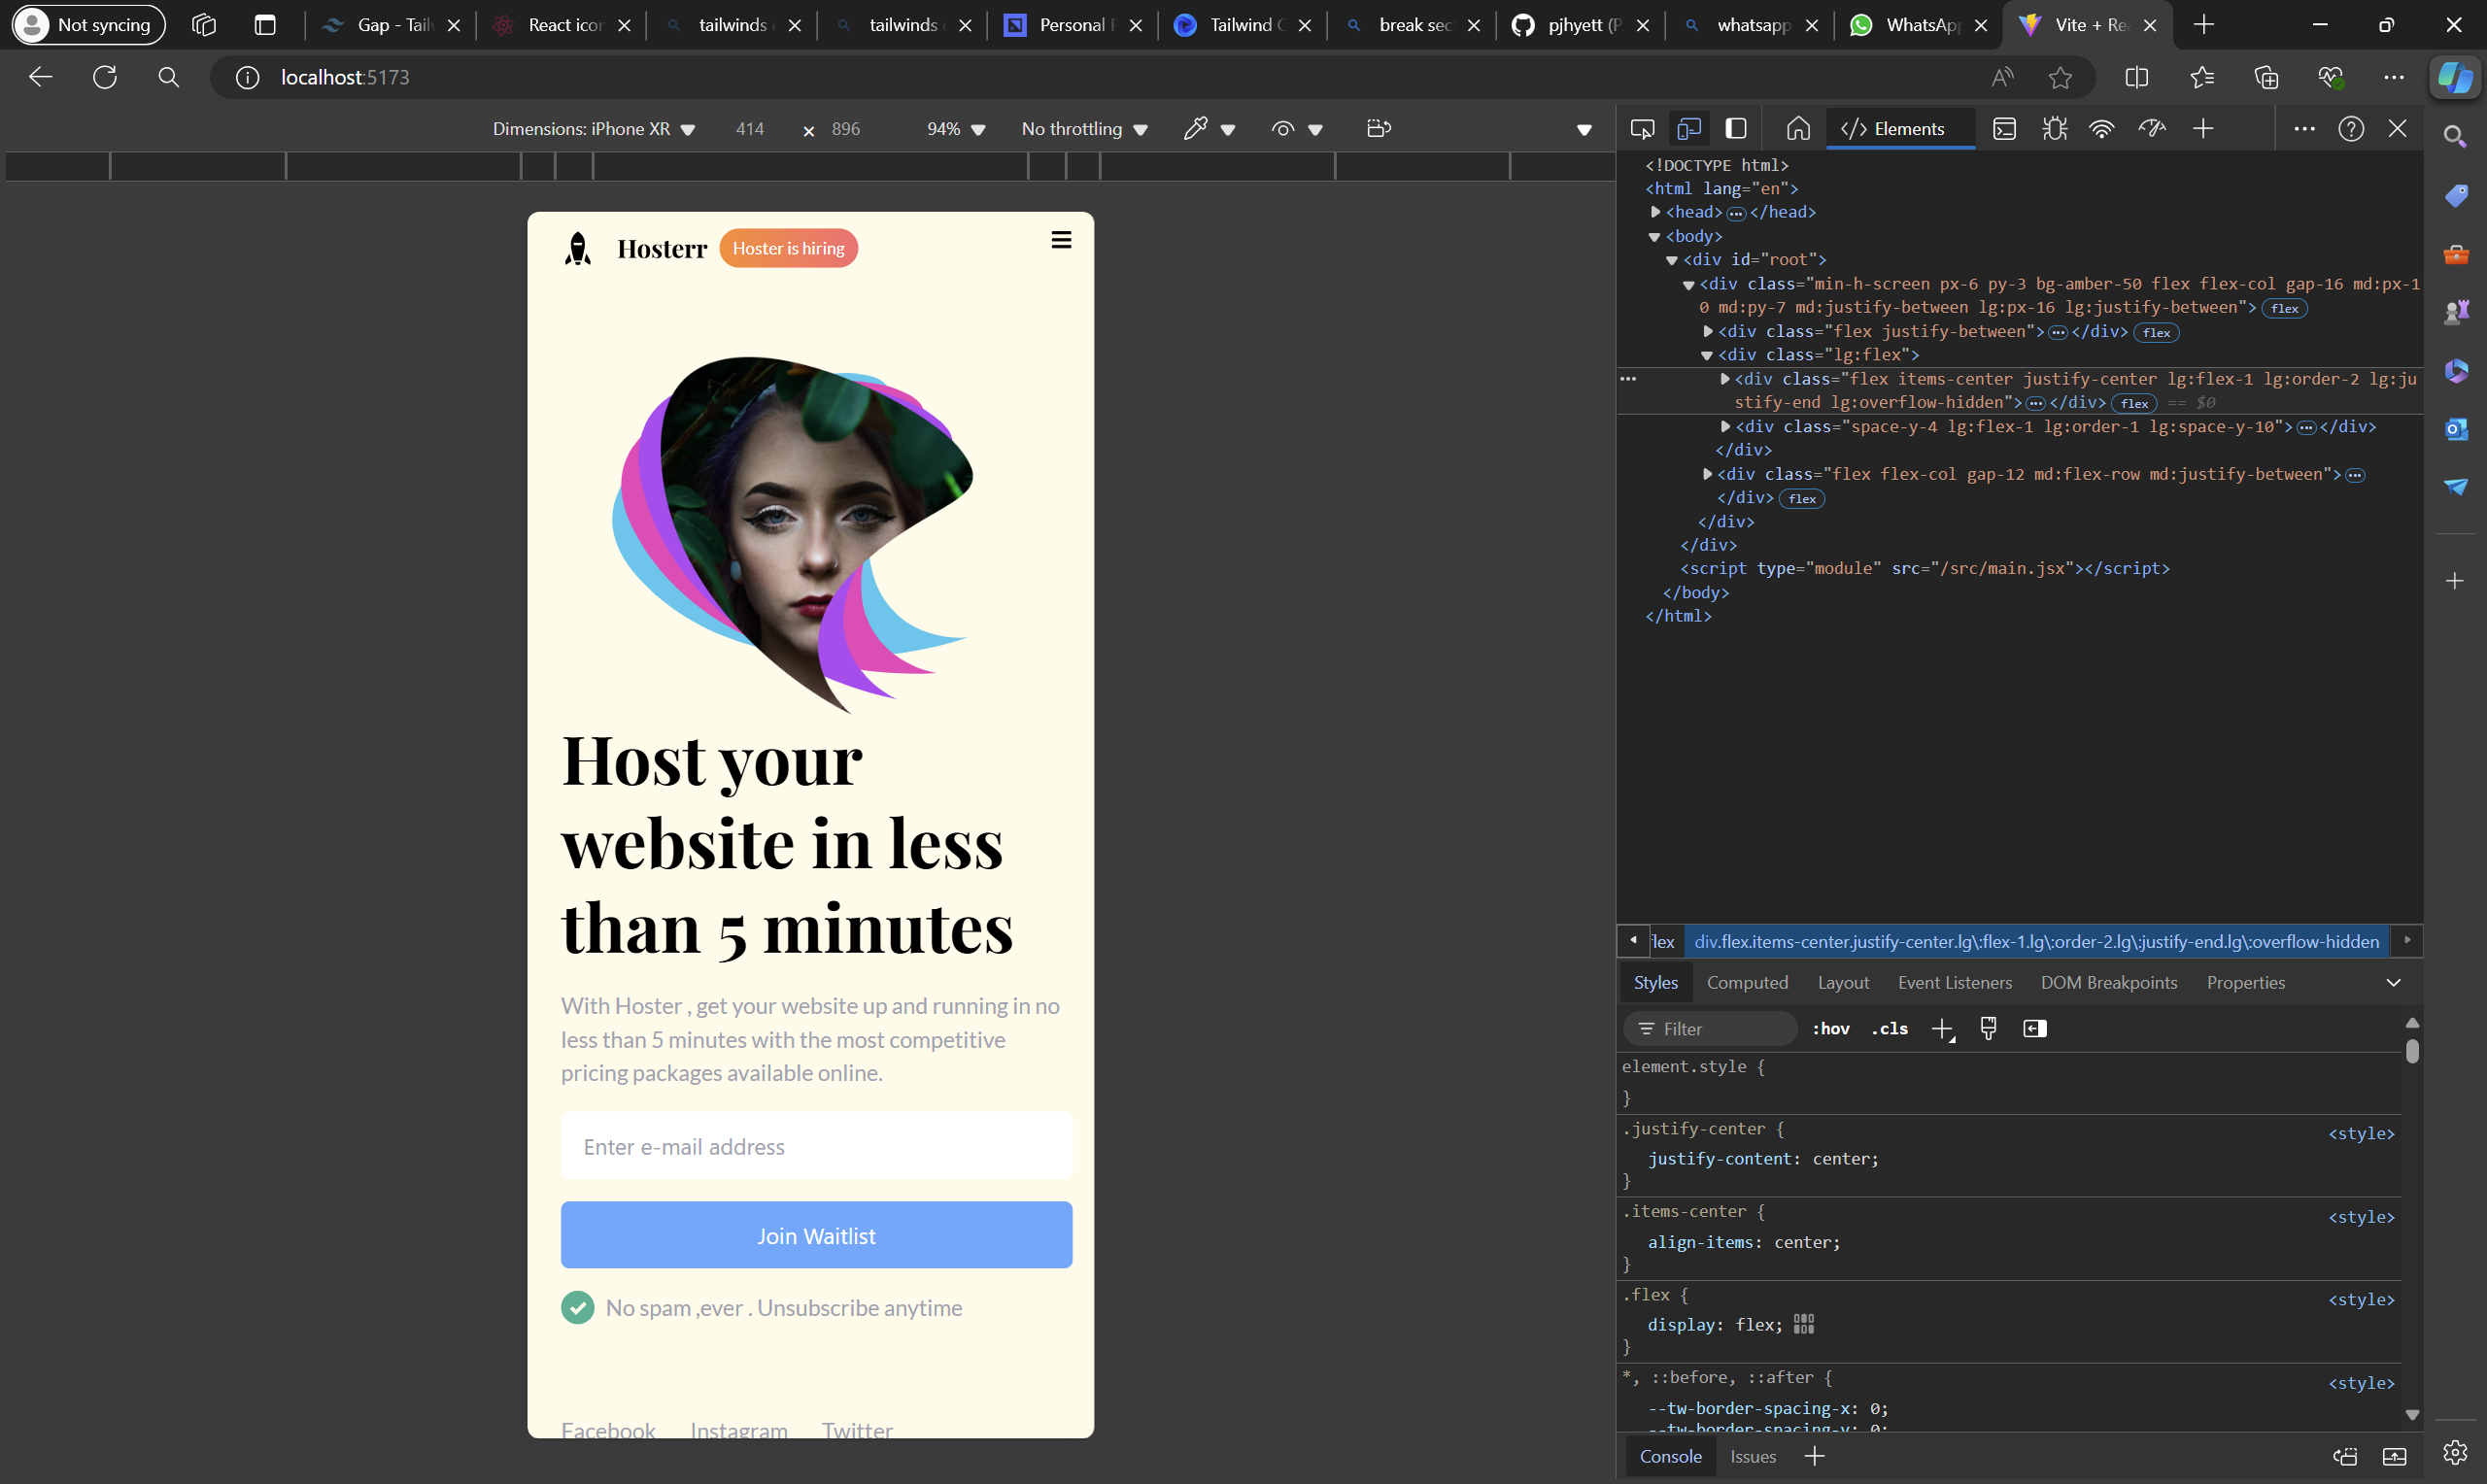 Not syncing
Gap - Tail
React ico
tailwinds
tailwinds
Personal
Tailwind C
break sec
pjhyett (P
whatsapp
WhatsAp
Vite + Re
localhost:5173
Dimensions: iPhone XR
414
×
896
94%
No throttling
Elements
Hosterr
Hoster is hiring
Host your
website in less
than 5 minutes
With Hoster , get your website up and running in no
less than 5 minutes with the most competitive
pricing packages available online.
Enter e-mail address
Join Waitlist
No spam ,ever . Unsubscribe anytime
Facebook Instagram Twitter
<!DOCTYPE html>
<html lang="en">
<head> </head>
<body>
<div id="root">
<div class="min-h-screen px-6 py-3 bg-amber-50 flex flex-col gap-16 md:px-1
0 md:py-7 md:justify-between lg:px-16 lg:justify-between"> flex
<div class="flex justify-between"> </div> flex
<div class="lg:flex">
<div class="flex items-center justify-center lg:flex-1 lg:order-2 lg:ju
stify-end lg:overflow-hidden"> </div> flex == $0
<div class="space-y-4 lg:flex-1 lg:order-1 lg:space-y-10"> </div>
</div>
<div class="flex flex-col gap-12 md:flex-row md:justify-between">
</div> flex
</div>
</div>
<script type="module" src="/src/main.jsx"></script>
</body>
</html>
lex div.flex.items-center.justify-center.lg\:flex-1.lg\:order-2.lg\:justify-end.lg\:overflow-hidden
Styles Computed Layout Event Listeners DOM Breakpoints Properties
Filter :hov .cls
element.style {
}
.justify-center { <style>
justify-content: center;
}
.items-center { <style>
align-items: center;
}
.flex { <style>
display: flex;
}
*, ::before, ::after { <style>
--tw-border-spacing-x: 0;
--tw-border-spacing-y: 0;
Console Issues